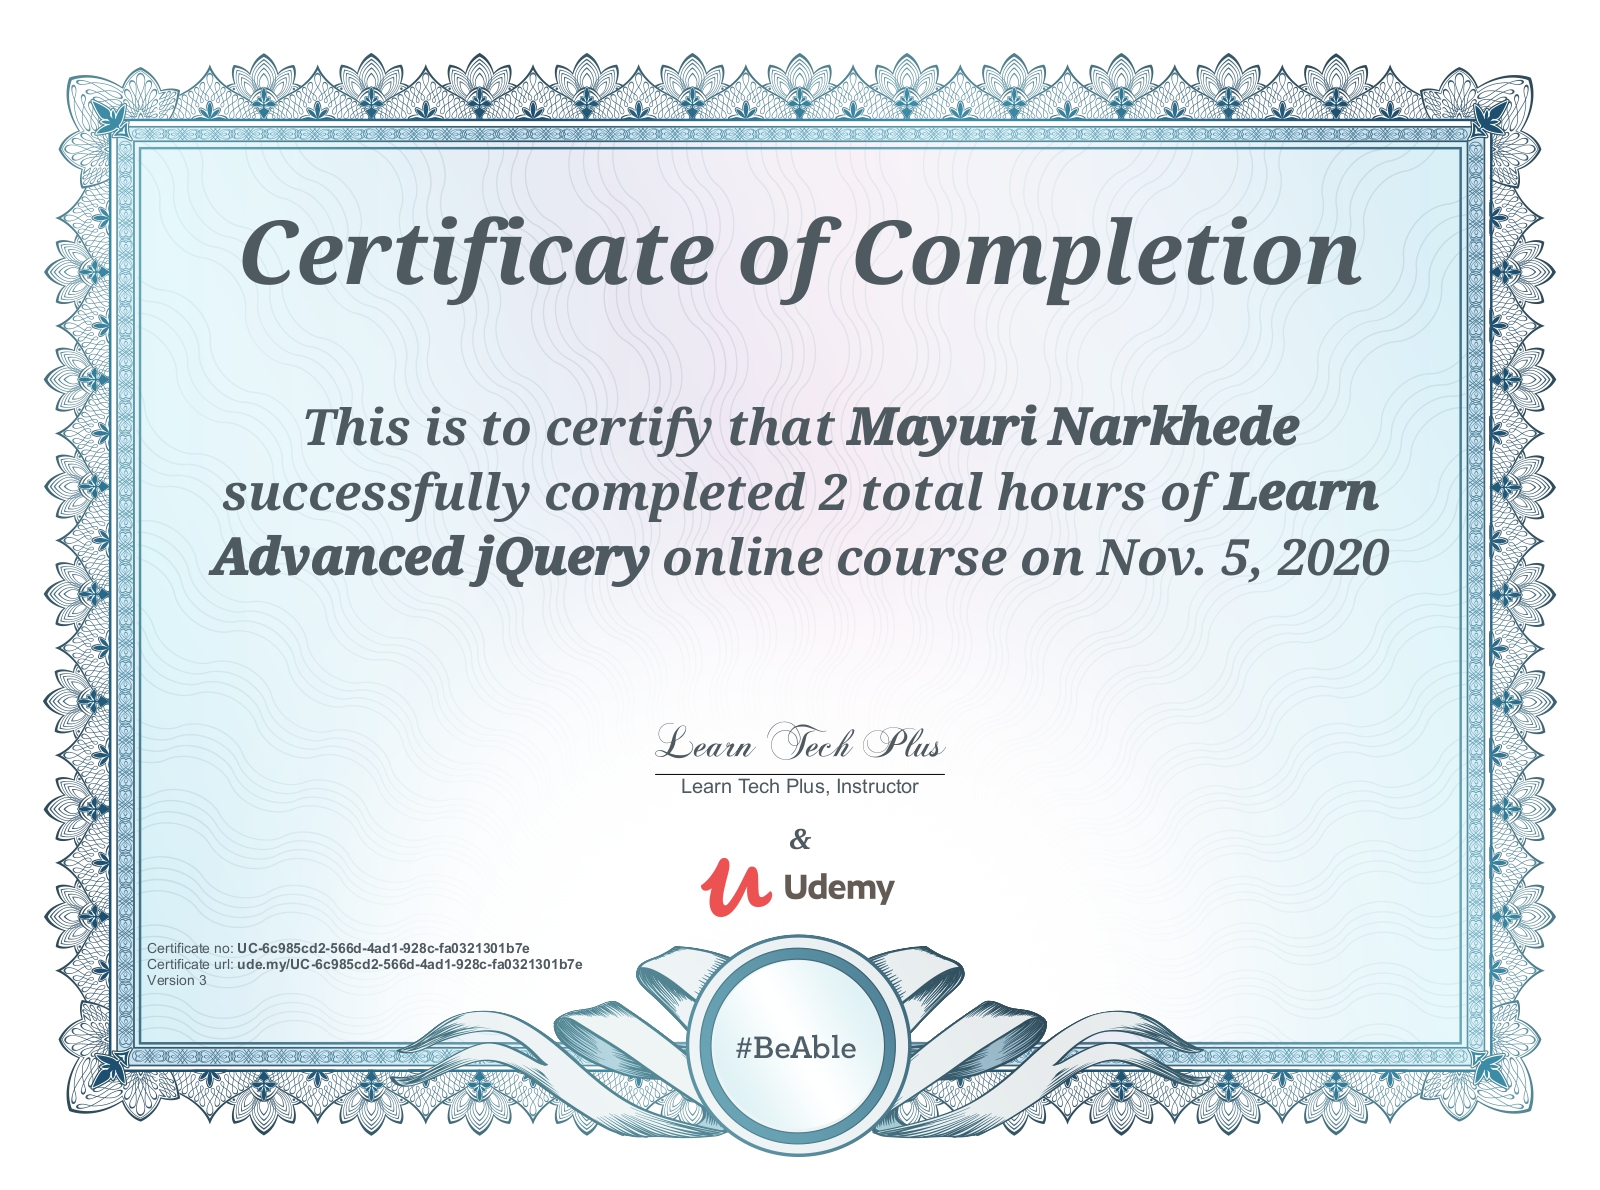 Certificate of Completion
This is to certify that Mayuri Narkhede
successfully completed 2 total hours of Learn
Advanced jQuery online course on Nov. 5, 2020
Learn Tech Plus
Learn Tech Plus, Instructor
&
Udemy
Certificate no: UC-6c985cd2-566d-4ad1-928c-fa0321301b7e
Certificate url: ude.my/UC-6c985cd2-566d-4ad1-928c-fa0321301b7e
Version 3
#BeAble